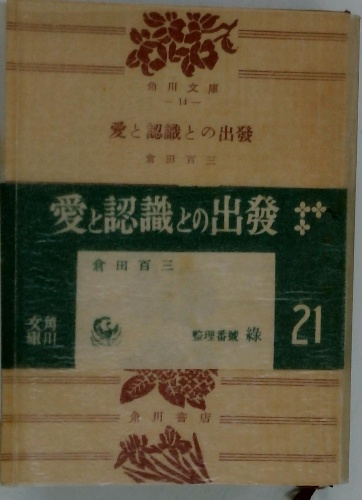 角川文庫
— 14 —
愛と認識との出發
倉田百三
愛と認識との出發
倉田百三
角川文庫
整理番號 綠
21
角川書店